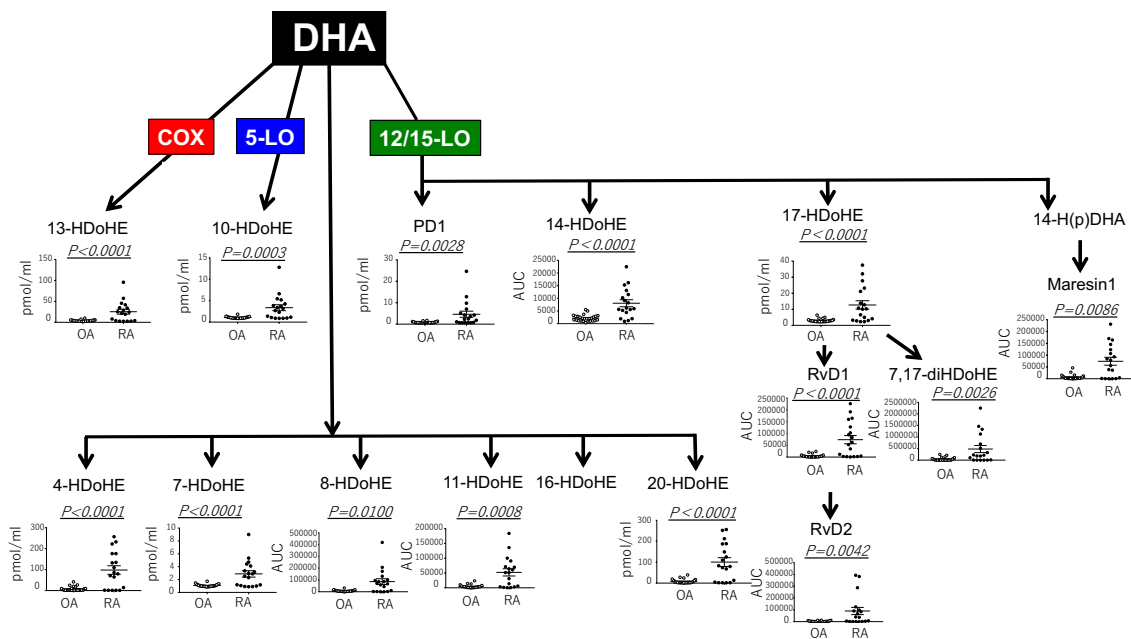 DHA
COX
5-LO
12/15-LO
13-HDoHE
P<0.0001
pmol/ml
150
100
50
0
OA RA
10-HDoHE
P=0.0003
pmol/ml
15
10
5
0
OA RA
PD1
P=0.0028
pmol/ml
30
20
10
0
OA RA
14-HDoHE
P<0.0001
AUC
25000
20000
15000
10000
5000
0
OA RA
17-HDoHE
P<0.0001
pmol/ml
40
30
20
10
0
OA RA
14-H(p)DHA
Maresin1
P=0.0086
AUC
250000
200000
150000
100000
50000
0
OA RA
RvD1
P<0.0001
AUC
250000
200000
150000
100000
50000
0
OA RA
7,17-diHDoHE
P=0.0026
AUC
2500000
2000000
1500000
1000000
500000
0
OA RA
4-HDoHE
P<0.0001
pmol/ml
300
200
100
0
OA RA
7-HDoHE
P<0.0001
pmol/ml
10
8
6
4
2
0
OA RA
8-HDoHE
P=0.0100
AUC
500000
400000
300000
200000
100000
0
OA RA
11-HDoHE
P=0.0008
AUC
200000
150000
100000
50000
0
OA RA
16-HDoHE
20-HDoHE
P<0.0001
pmol/ml
300
200
100
0
OA RA
RvD2
P=0.0042
AUC
500000
400000
300000
200000
100000
0
OA RA